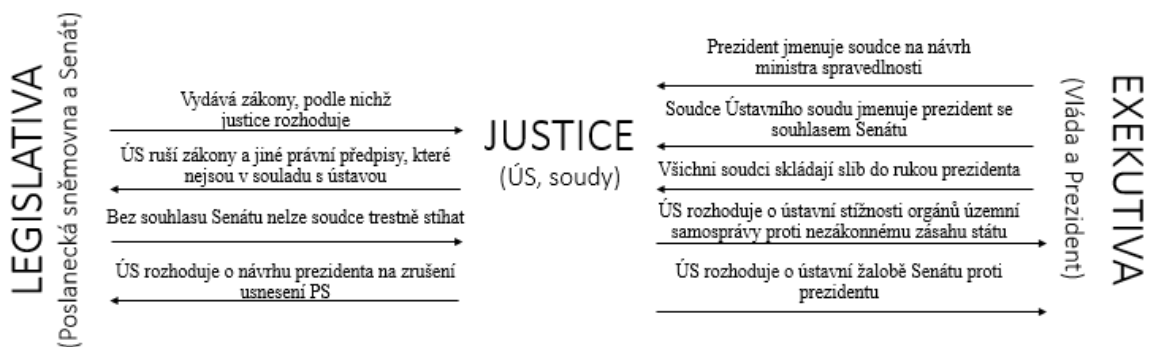 LEGISLATIVA
(Poslanecká sněmovna a Senát)
Vydává zákony, podle nichž
justice rozhoduje
ÚS ruší zákony a jiné právní předpisy, které
nejsou v souladu s ústavou
Bez souhlasu Senátu nelze soudce trestně stíhat
ÚS rozhoduje o návrhu prezidenta na zrušení
usnesení PS
JUSTICE
(ÚS, soudy)
Prezident jmenuje soudce na návrh
ministra spravedlnosti
Soudce Ústavního soudu jmenuje prezident se
souhlasem Senátu
Všichni soudci skládají slib do rukou prezidenta
ÚS rozhoduje o ústavní stížnosti orgánů územní
samosprávy proti nezákonnému zásahu státu
ÚS rozhoduje o ústavní žalobě Senátu proti
prezidentu
EXEKUTIVA
(Vláda a Prezident)